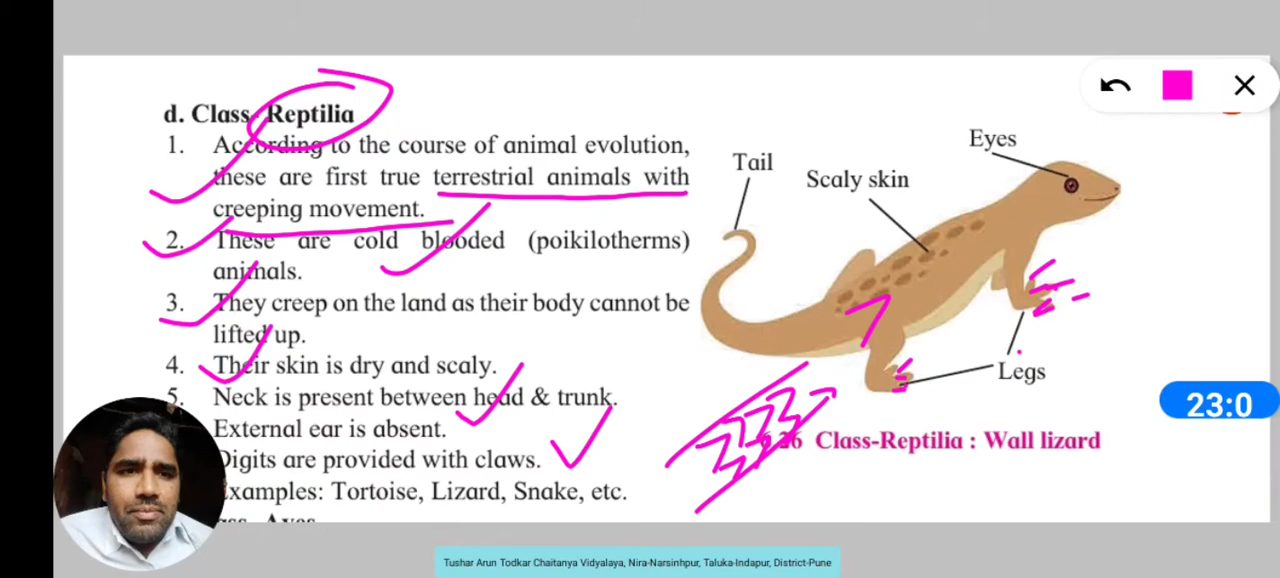 d. Class- Reptilia
1. According to the course of animal evolution,
these are first true terrestrial animals with
creeping movement.
2. These are cold blooded (poikilotherms)
animals.
3. They creep on the land as their body cannot be
lifted up.
4. Their skin is dry and scaly.
5. Neck is present between head & trunk.
External ear is absent.
Digits are provided with claws.
Examples: Tortoise, Lizard, Snake, etc.
Eyes
Tail
Scaly skin
Legs
26 Class-Reptilia : Wall lizard
23:0
Tushar Arun Todkar Chaitanya Vidyalaya, Nira-Narsinhpur, Taluka-Indapur, District-Pune